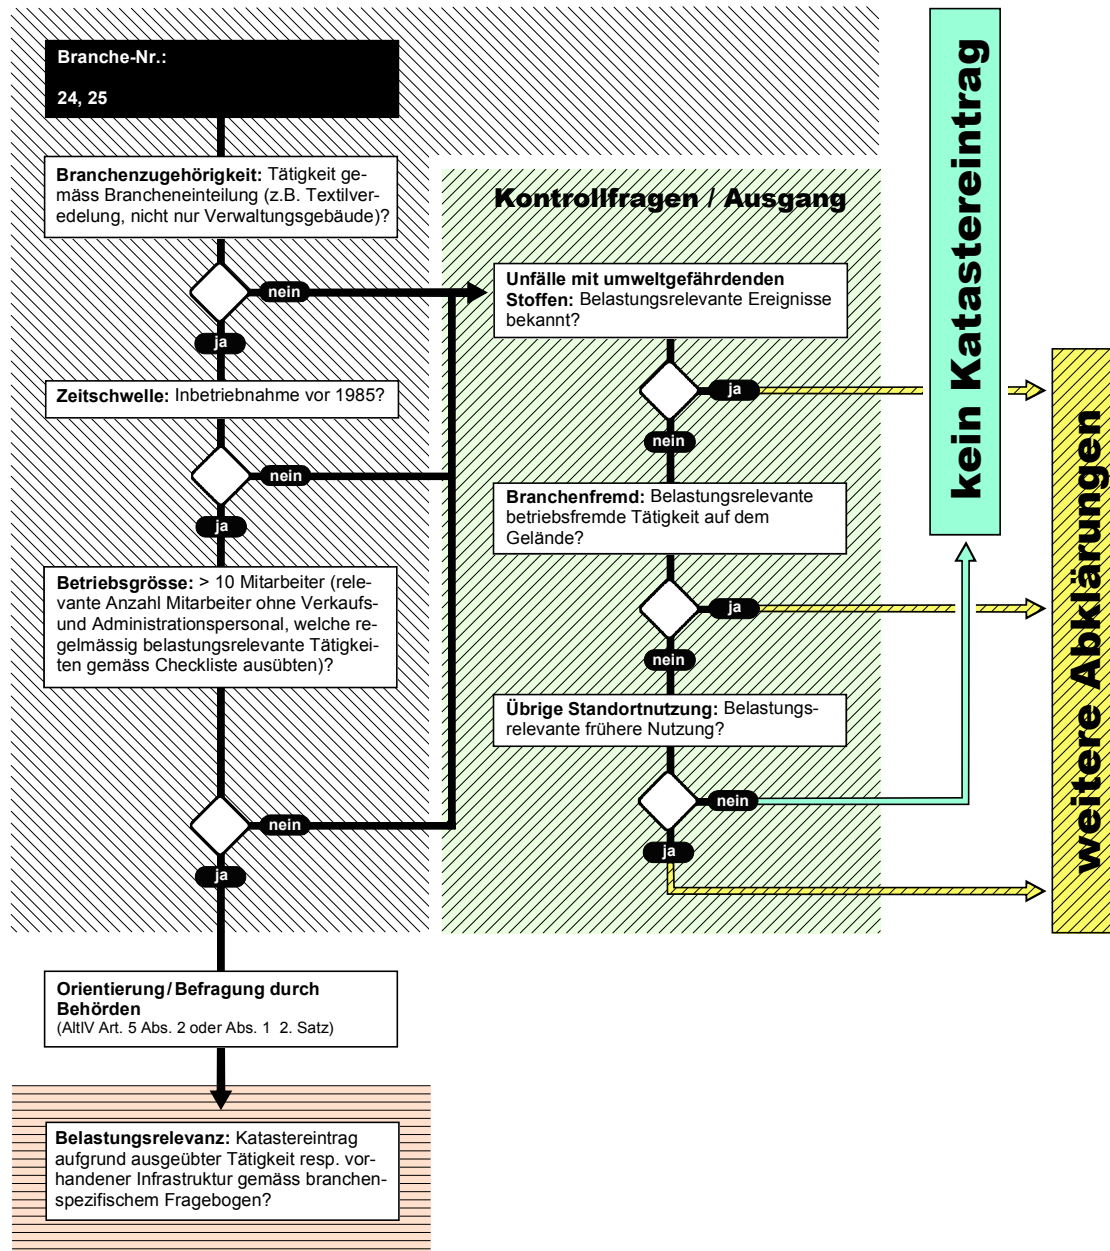 Branche-Nr.:
24, 25
Branchenzugehörigkeit: Tätigkeit ge-
mäss Brancheneinteilung (z.B. Textilver-
edelung, nicht nur Verwaltungsgebäude)?
nein
ja
Zeitschwelle: Inbetriebnahme vor 1985?
nein
ja
Betriebsgrösse: > 10 Mitarbeiter (rele-
vante Anzahl Mitarbeiter ohne Verkaufs-
und Administrationspersonal, welche re-
gelmässig belastungsrelevante Tätigkei-
ten gemäss Checkliste ausübten)?
nein
ja
Orientierung/Befragung durch
Behörden
(AltlV Art. 5 Abs. 2 oder Abs. 1 2. Satz)
Belastungsrelevanz: Katastereintrag
aufgrund ausgeübter Tätigkeit resp. vor-
handener Infrastruktur gemäss branchen-
spezifischem Fragebogen?
Kontrollfragen / Ausgang
Unfälle mit umweltgefährdenden
Stoffen: Belastungsrelevante Ereignisse
bekannt?
ja
nein
Branchenfremd: Belastungsrelevante
betriebsfremde Tätigkeit auf dem
Gelände?
ja
nein
Übrige Standortnutzung: Belastungs-
relevante frühere Nutzung?
nein
ja
kein Katastereintrag
weitere Abklärungen